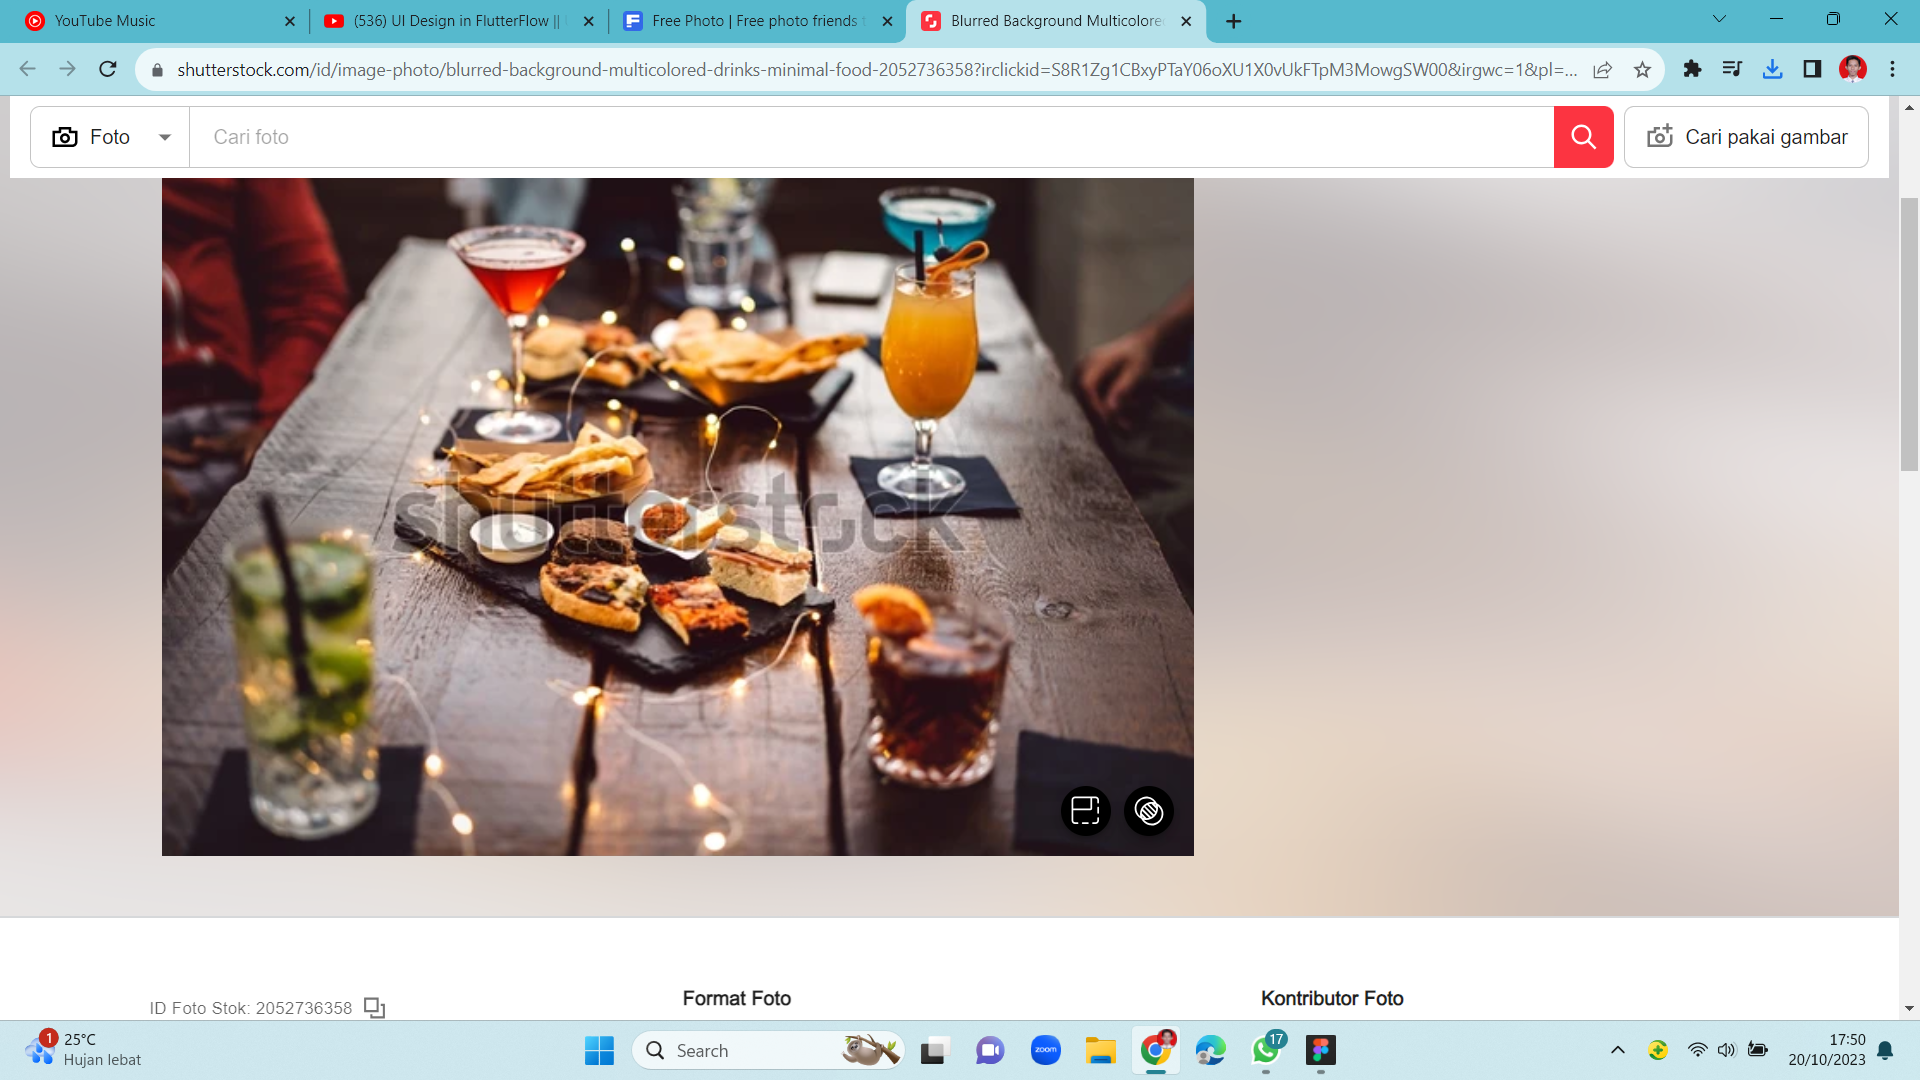 YouTube Music
(536) UI Design in FlutterFlow ||
Free Photo | Free photo friends
Blurred Background Multicolore
shutterstock.com/id/image-photo/blurred-background-multicolored-drinks-minimal-food-2052736358?irclickid=S8R1Zg1CBxyPTaY06oXU1X0vUkFTpM3MowgSW00&irgwc=1&pl=...
Foto
Cari foto
Cari pakai gambar
shutterstock
ID Foto Stok: 2052736358
Format Foto
Kontributor Foto
1
25°C
Hujan lebat
Search
zoom
17
17:50
20/10/2023